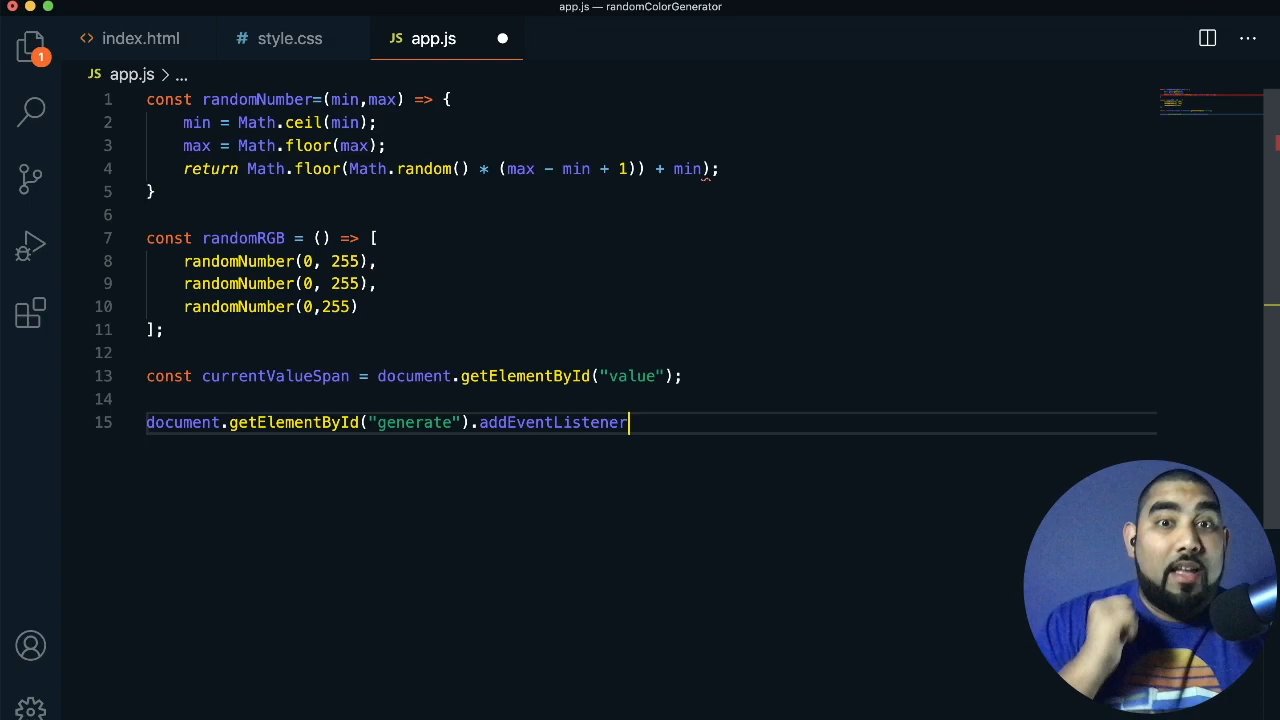 app.js — randomColorGenerator
<> index.html
# style.css
JS app.js
1
JS app.js > ...
1 const randomNumber=(min,max) => {
2 min = Math.ceil(min);
3 max = Math.floor(max);
4 return Math.floor(Math.random() * (max - min + 1)) + min);
5 }
6
7 const randomRGB = () => [
8 randomNumber(0, 255),
9 randomNumber(0, 255),
10 randomNumber(0,255)
11 ];
12
13 const currentValueSpan = document.getElementById("value");
14
15 document.getElementById("generate").addEventListener